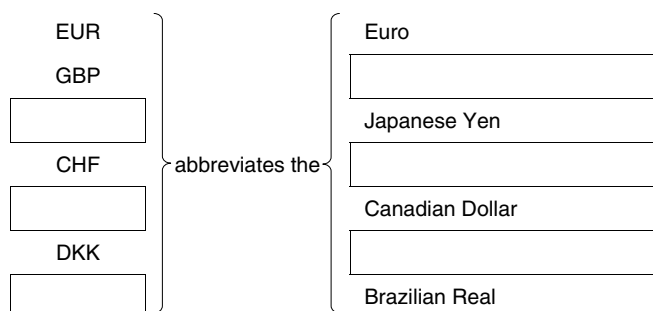 EUR
Euro
GBP
Japanese Yen
CHF
abbreviates the
Canadian Dollar
DKK
Brazilian Real